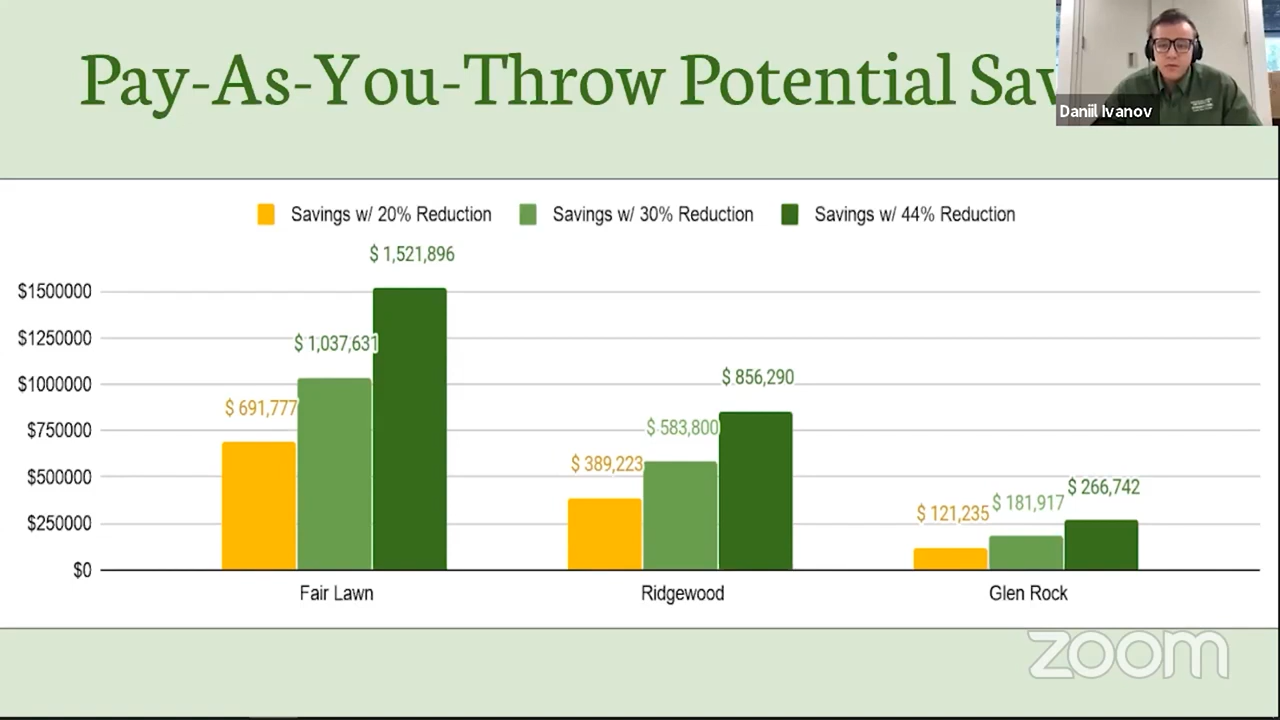 Pay-As-You-Throw Potential Sav
Daniil Ivanov
Savings w/ 20% Reduction
Savings w/ 30% Reduction
Savings w/ 44% Reduction
$ 1,521,896
$1500000
$1250000
$ 1,037,631
$1000000
$ 856,290
$ 691,777
$750000
$ 583,800
$500000
$ 389,223
$ 266,742
$ 181,917
$ 121,235
$250000
$0
Fair Lawn
Ridgewood
Glen Rock
zoom